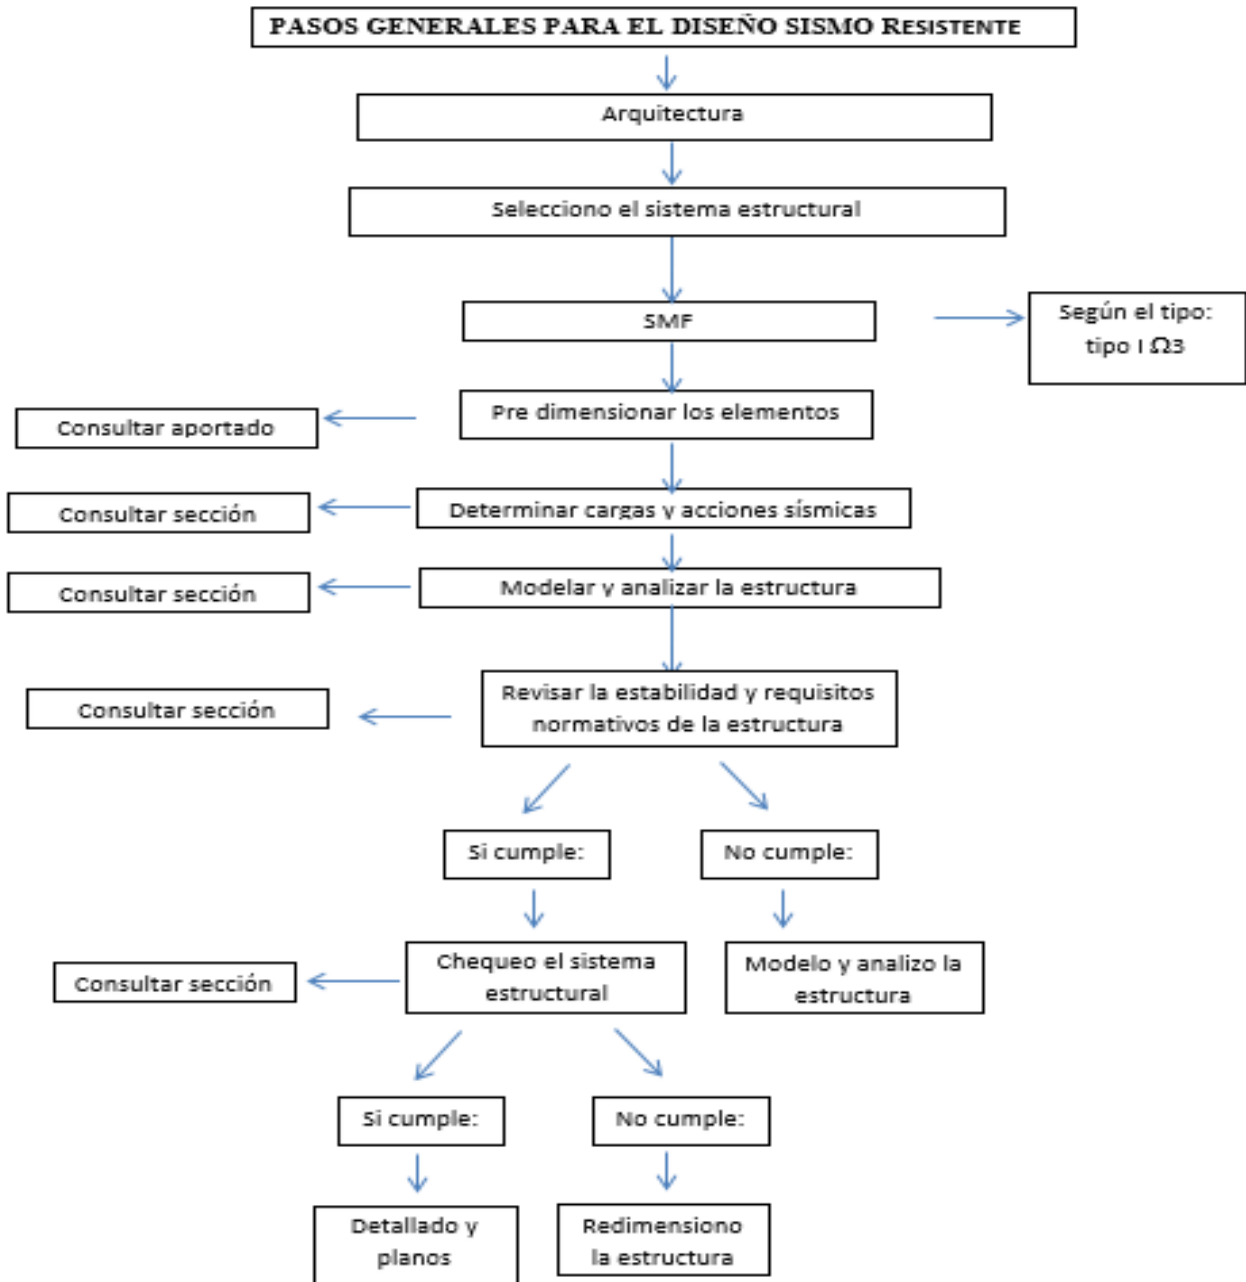 PASOS GENERALES PARA EL DISEÑO SISMO RESISTENTE
Arquitectura
Selecciono el sistema estructural
SMF
Según el tipo:
tipo I Ω3
Pre dimensionar los elementos
Consultar aportado
Determinar cargas y acciones sísmicas
Consultar sección
Modelar y analizar la estructura
Consultar sección
Revisar la estabilidad y requisitos
normativos de la estructura
Consultar sección
Si cumple:
No cumple:
Chequeo el sistema
estructural
Consultar sección
Modelo y analizo la
estructura
Si cumple:
No cumple:
Detallado y
planos
Redimensiono
la estructura